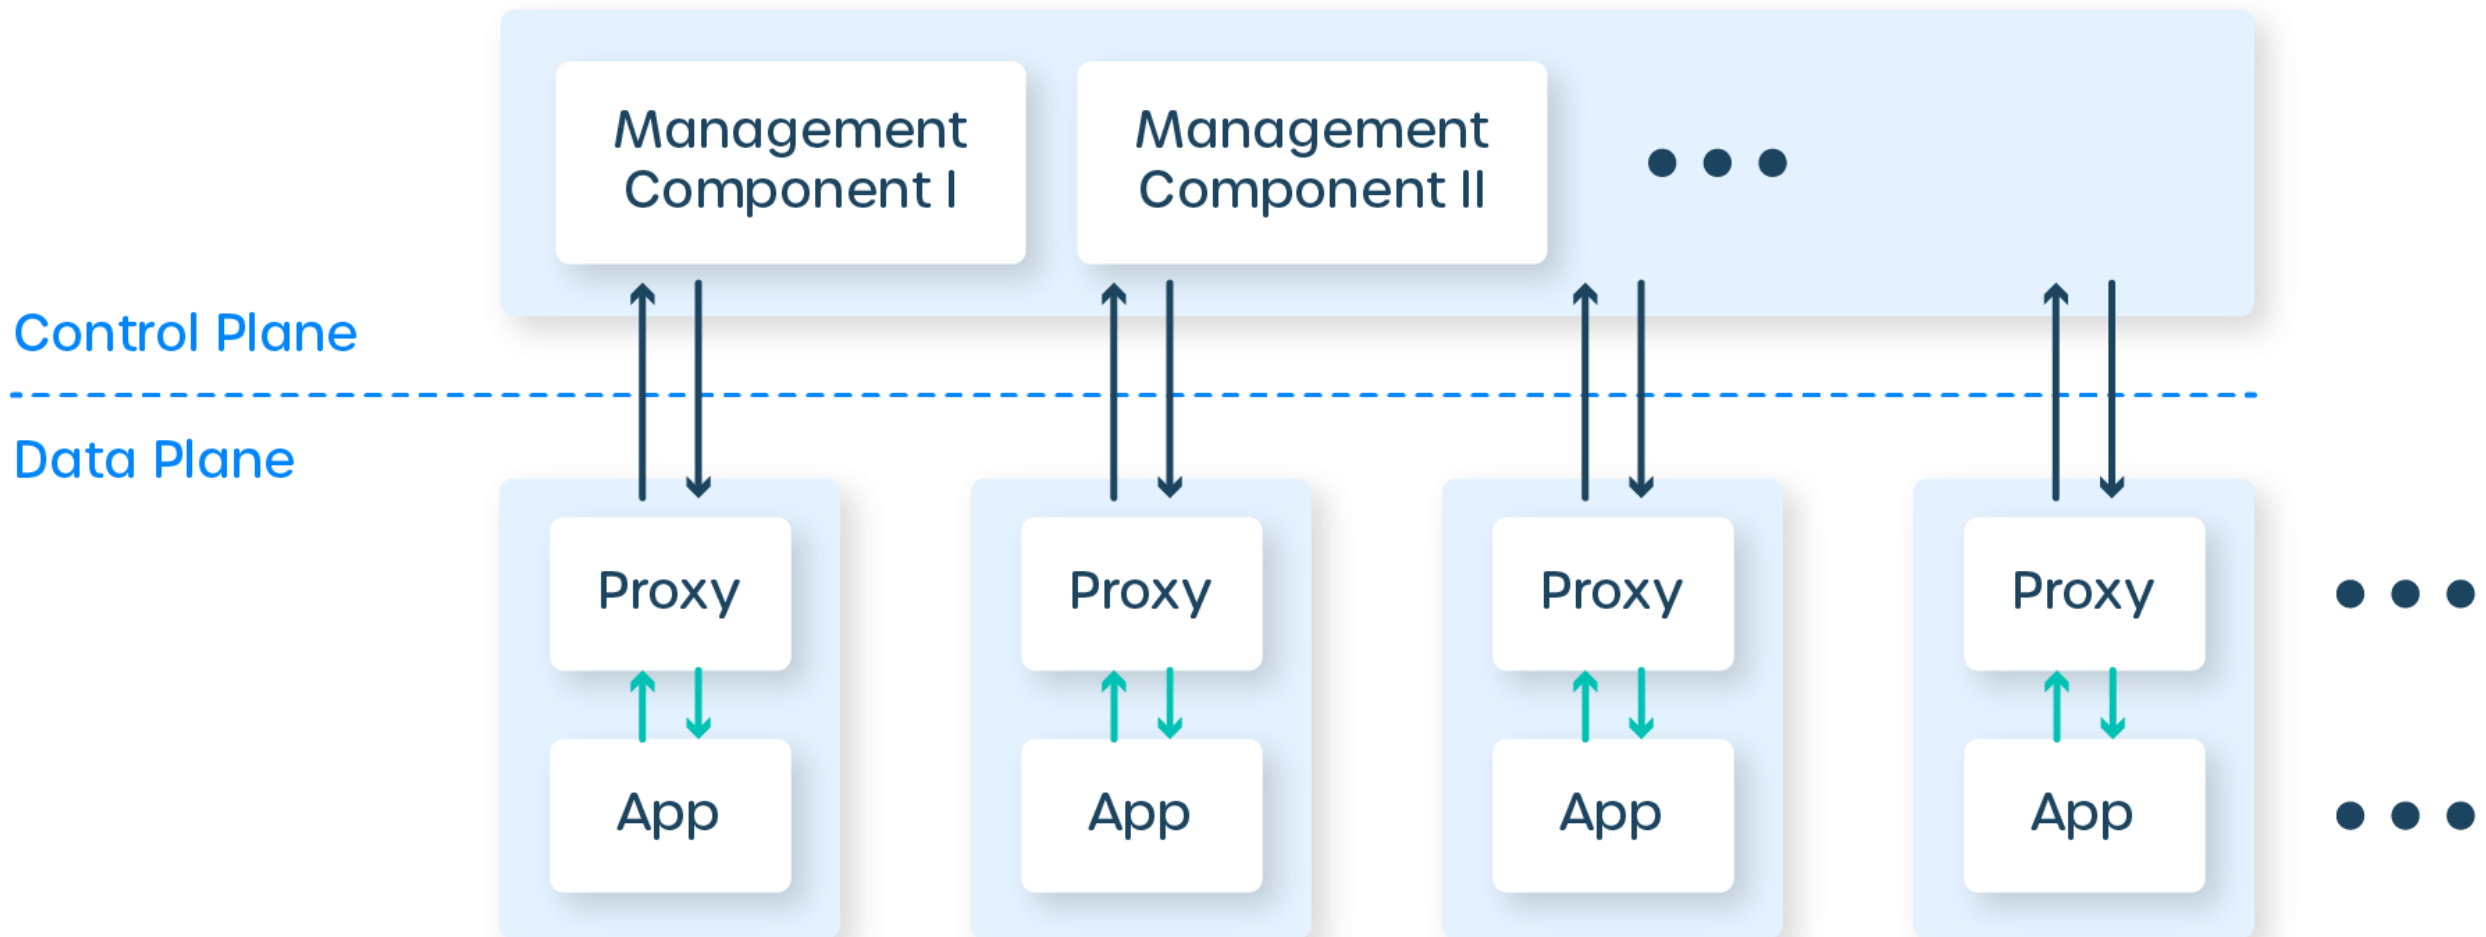 Management
Component I
Management
Component II
Control Plane
Data Plane
Proxy
Proxy
Proxy
Proxy
App
App
App
App